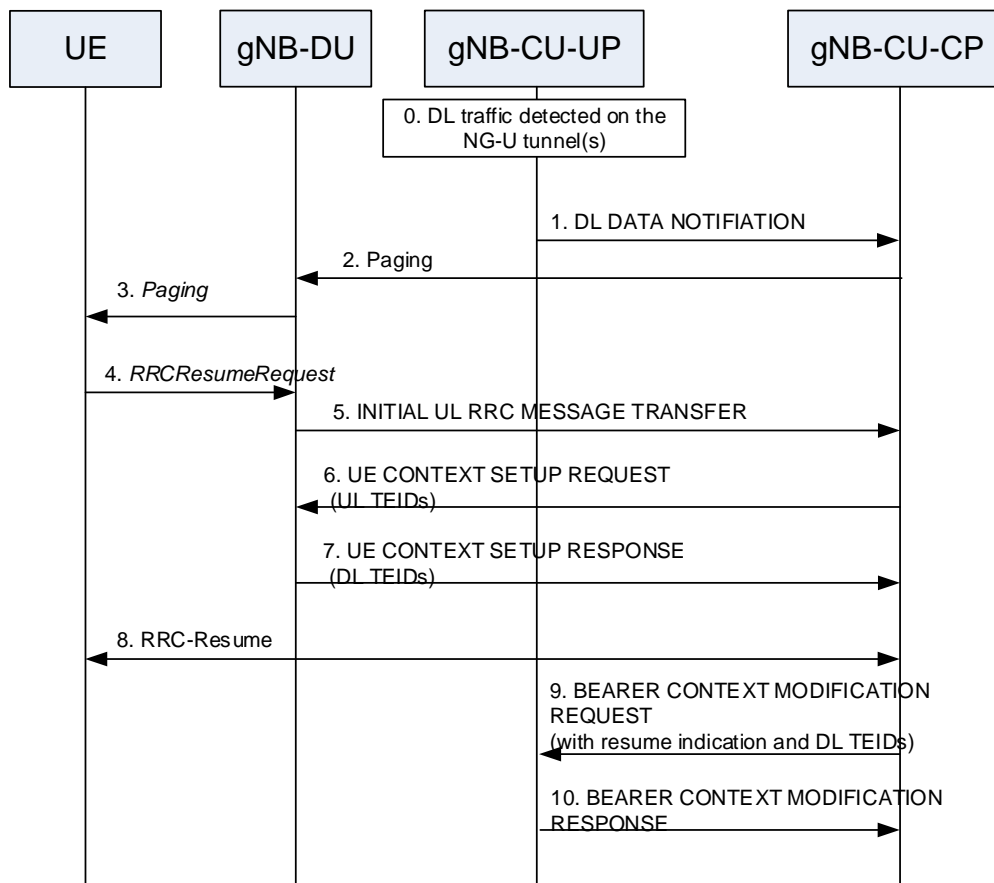 UE
gNB-DU
gNB-CU-UP
gNB-CU-CP
0. DL traffic detected on the
NG-U tunnel(s)
1. DL DATA NOTIFIATION
2. Paging
3. Paging
4. RRCResumeRequest
5. INITIAL UL RRC MESSAGE TRANSFER
6. UE CONTEXT SETUP REQUEST
(UL TEIDs)
7. UE CONTEXT SETUP RESPONSE
(DL TEIDs)
8. RRC-Resume
9. BEARER CONTEXT MODIFICATION
REQUEST
(with resume indication and DL TEIDs)
10. BEARER CONTEXT MODIFICATION
RESPONSE